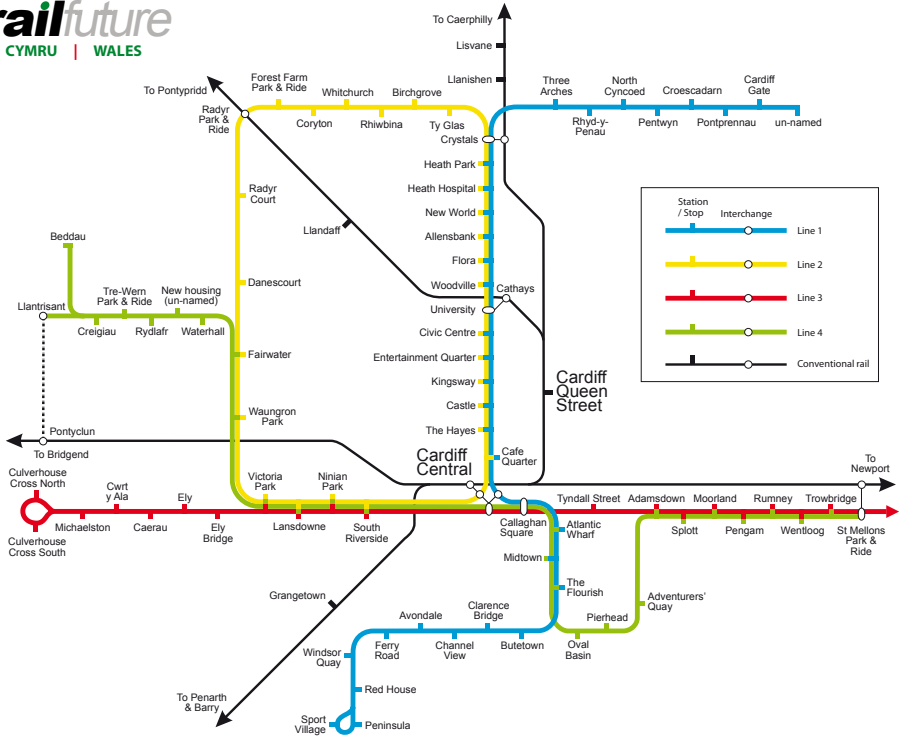 railfuture
CYMRU | WALES
To Caerphilly
Lisvane
Llanishen
To Pontypridd
Radyr
Park &
Ride
Forest Farm
Park & Ride
Whitchurch
Birchgrove
Coryton
Rhiwbina
Ty Glas
Crystals
Three
Arches
North
Cyncoed
Croescadarn
Cardiff
Gate
Rhyd-y-
Penau
Pentwyn
Pontprennau
un-named
Heath Park
Heath Hospital
New World
Allensbank
Flora
Woodville
Cathays
University
Civic Centre
Entertainment Quarter
Kingsway
Castle
The Hayes
Cafe
Quarter
Radyr
Court
Llandaff
Danescourt
Fairwater
Waungron
Park
Beddau
Llantrisant
Tre-Wern
Park & Ride
New housing
(un-named)
Creigiau
Rydlafr
Waterhall
Station
/ Stop
Interchange
Line 1
Line 2
Line 3
Line 4
Conventional rail
Cardiff
Queen
Street
Cardiff
Central
Pontyclun
To Bridgend
To
Newport
Culverhouse
Cross North
Culverhouse
Cross South
Cwrt
y Ala
Ely
Michaelston
Caerau
Ely
Bridge
Victoria
Park
Ninian
Park
Lansdowne
South
Riverside
Callaghan
Square
Tyndall Street
Adamsdown
Moorland
Rumney
Trowbridge
Splott
Pengam
Wentloog
St Mellons
Park &
Ride
Atlantic
Wharf
Midtown
The
Flourish
Adventurers'
Quay
Pierhead
Oval
Basin
Grangetown
To Penarth
& Barry
Avondale
Clarence
Bridge
Windsor
Quay
Ferry
Road
Channel
View
Butetown
Red House
Sport
Village
Peninsula